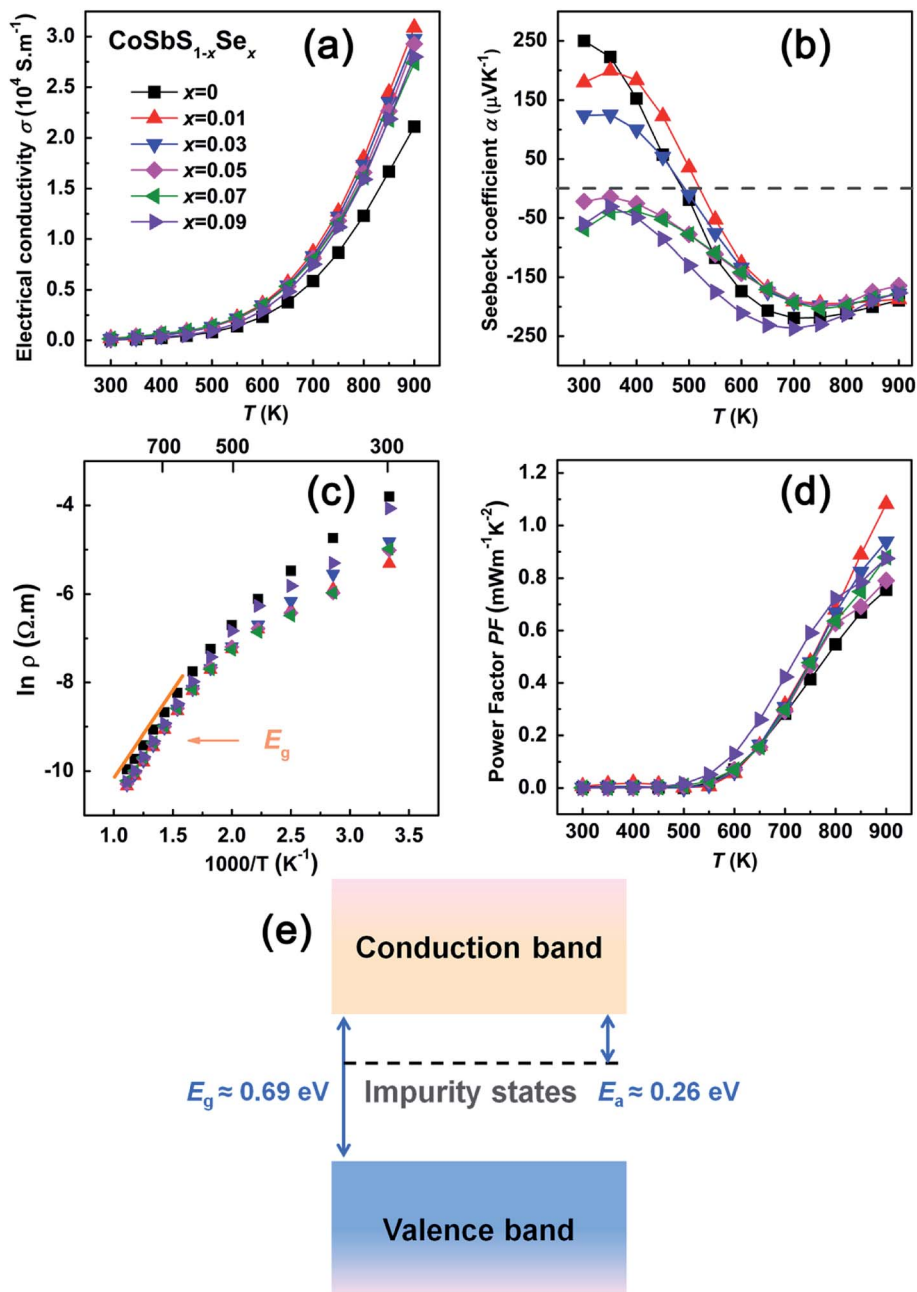 (a)
CoSbS1-xSex
x=0
x=0.01
x=0.03
x=0.05
x=0.07
x=0.09
Electrical conductivity σ (10⁴ S.m⁻¹)
3.0
2.5
2.0
1.5
1.0
0.5
0.0
300 400 500 600 700 800 900
T (K)
(b)
Seebeck coefficient α (μVK⁻¹)
250
150
50
-50
-150
-250
300 400 500 600 700 800 900
T (K)
700 500 300
(c)
ln ρ (Ω.m)
-4
-6
-8
-10
Eg
1.0 1.5 2.0 2.5 3.0 3.5
1000/T (K⁻¹)
(d)
Power Factor PF (mWm⁻¹K⁻²)
1.2
1.0
0.8
0.6
0.4
0.2
0.0
300 400 500 600 700 800 900
T (K)
(e)
Conduction band
Eg ≈ 0.69 eV
Impurity states
Ea ≈ 0.26 eV
Valence band